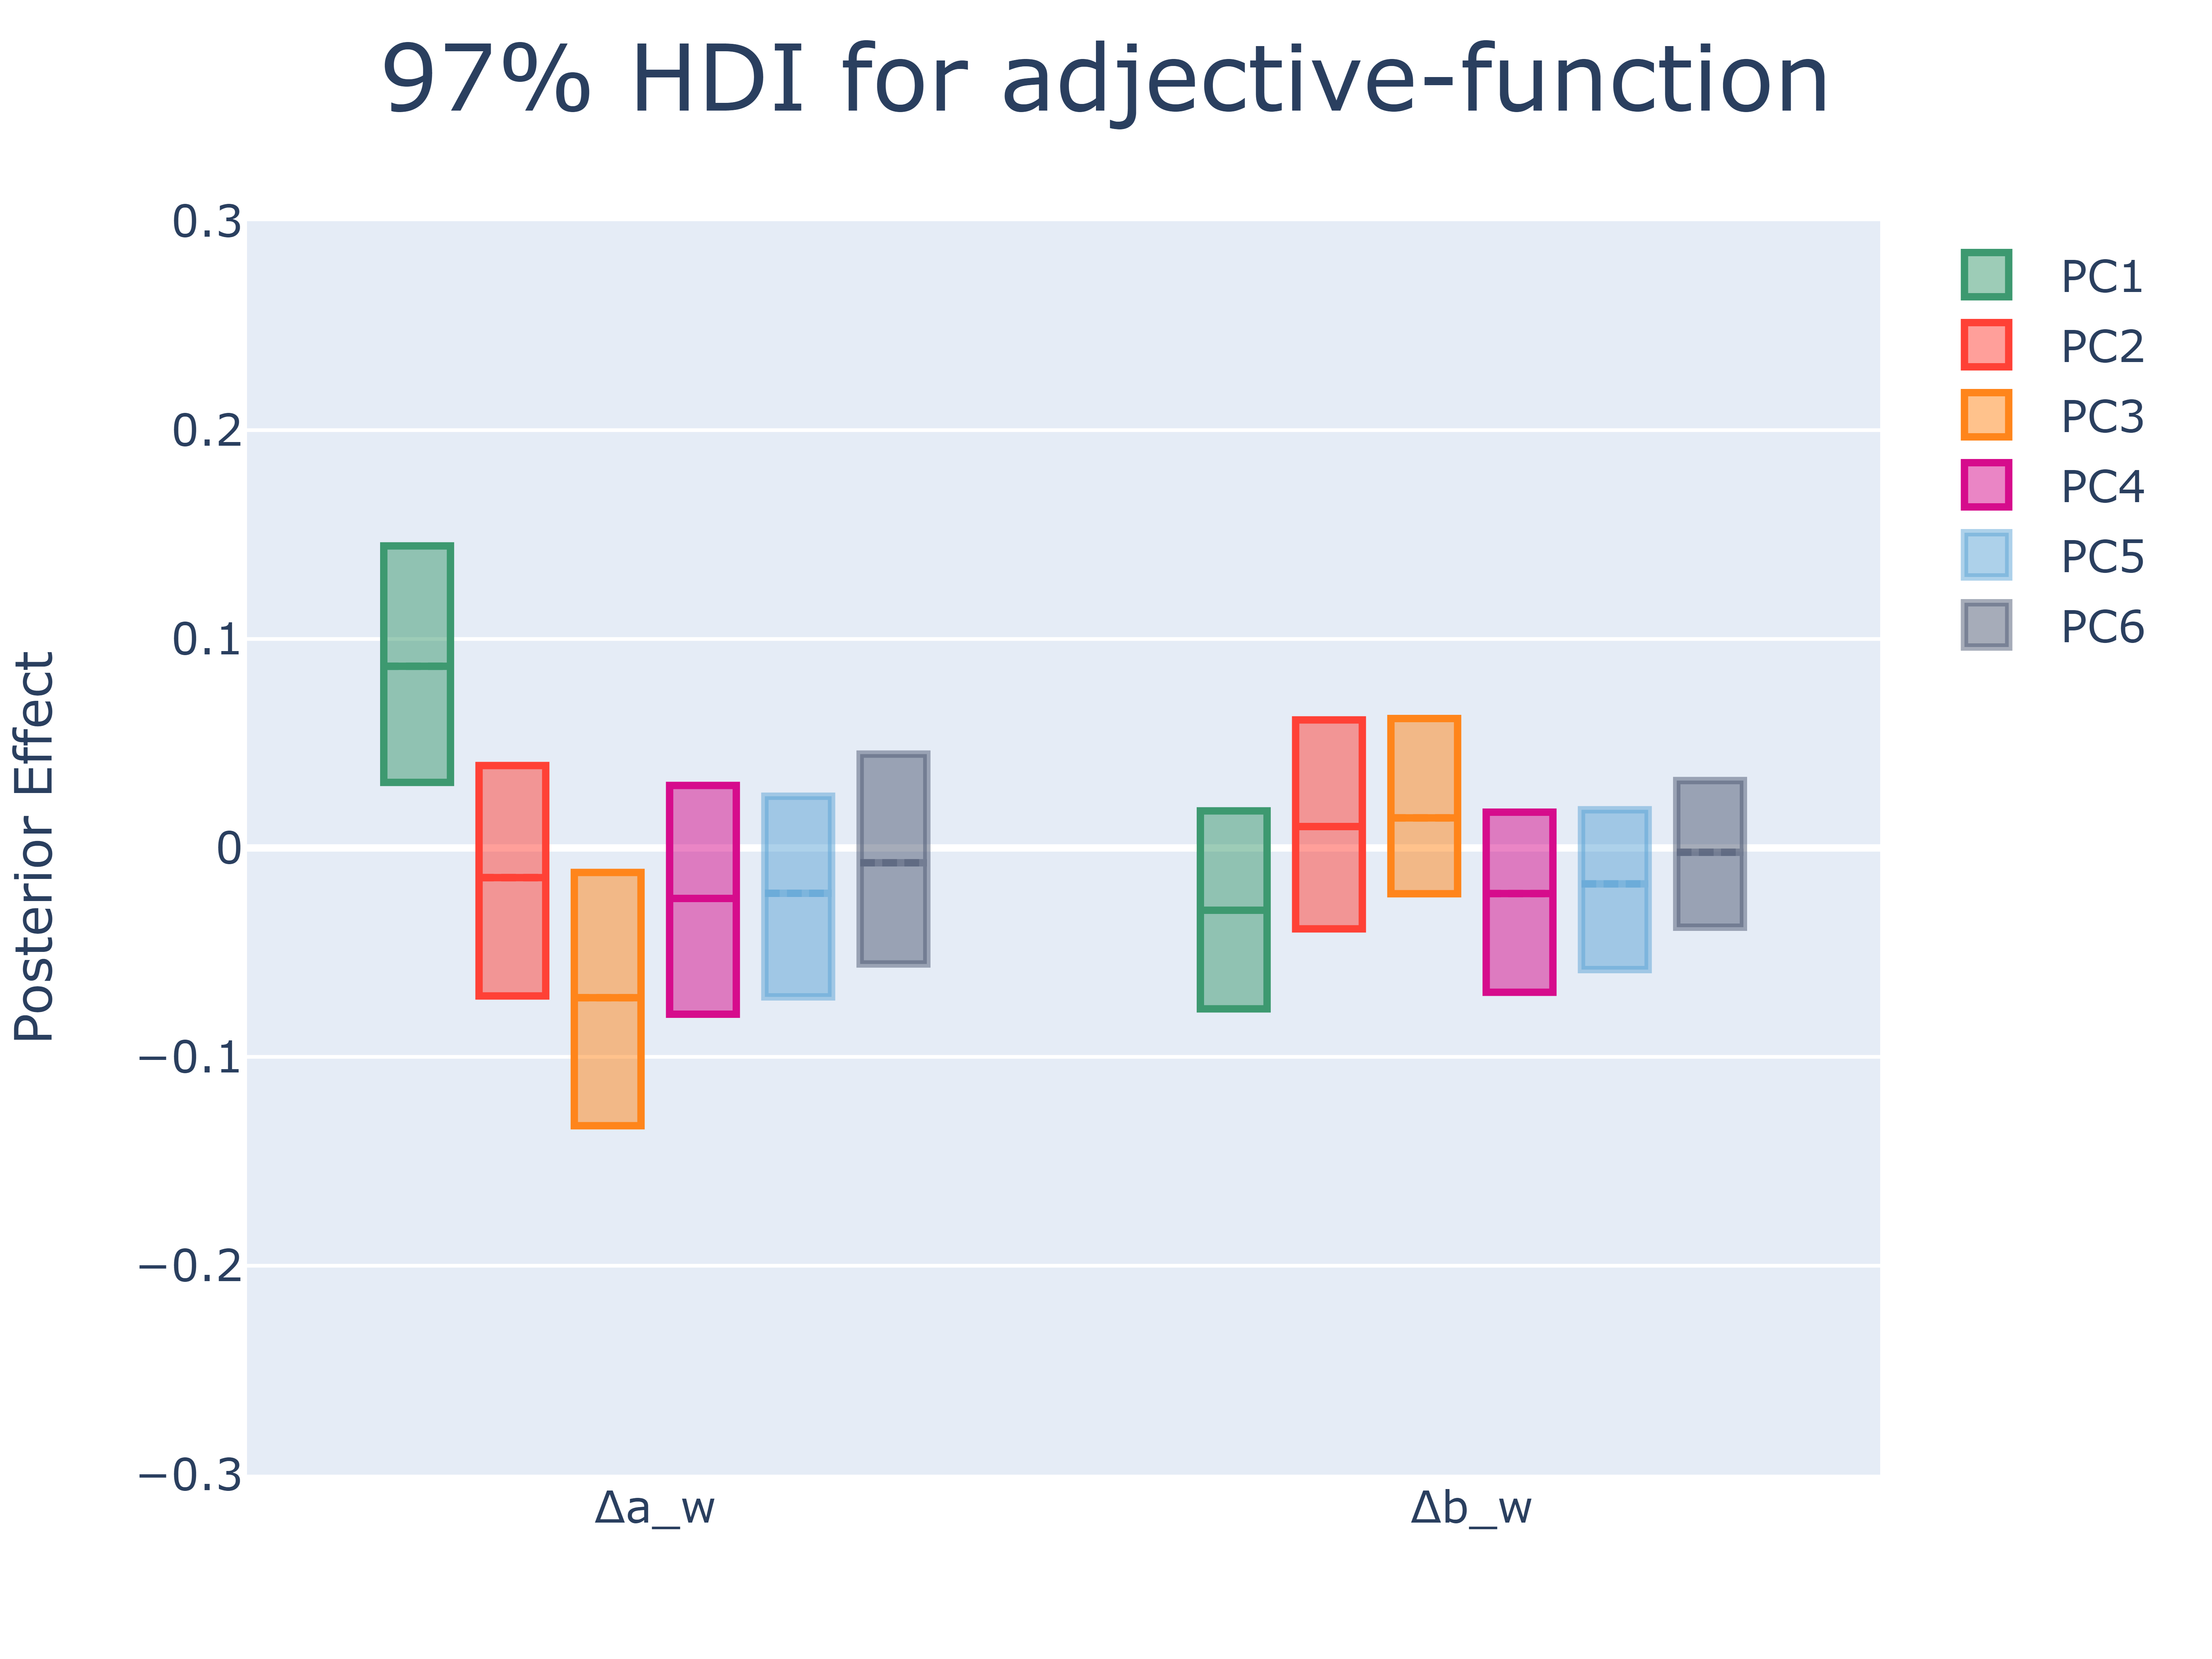 97% HDI for adjective-function
Posterior Effect
0.3
0.2
0.1
0
−0.1
−0.2
−0.3
Δa_w
Δb_w
PC1
PC2
PC3
PC4
PC5
PC6